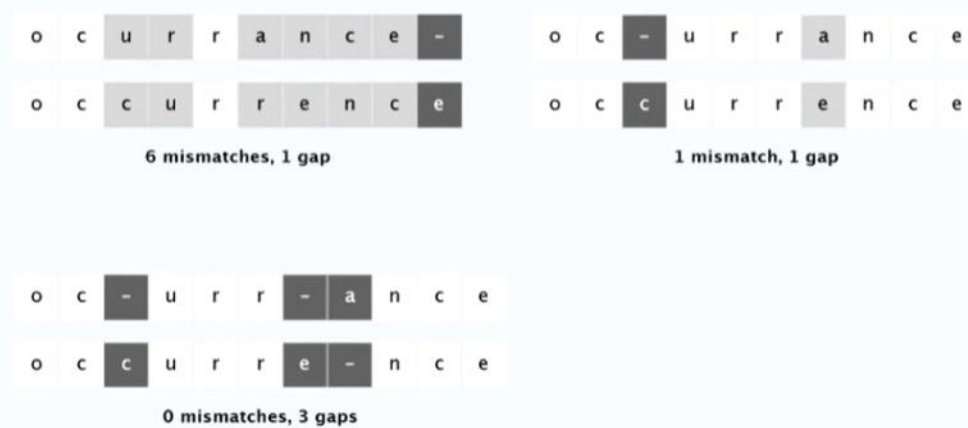 o c u r r a n c e -
o c c u r r e n c e
6 mismatches, 1 gap
o c - u r r a n c e
o c c u r r e n c e
1 mismatch, 1 gap
o c - u r r - a n c e
o c c u r r e - n c e
0 mismatches, 3 gaps